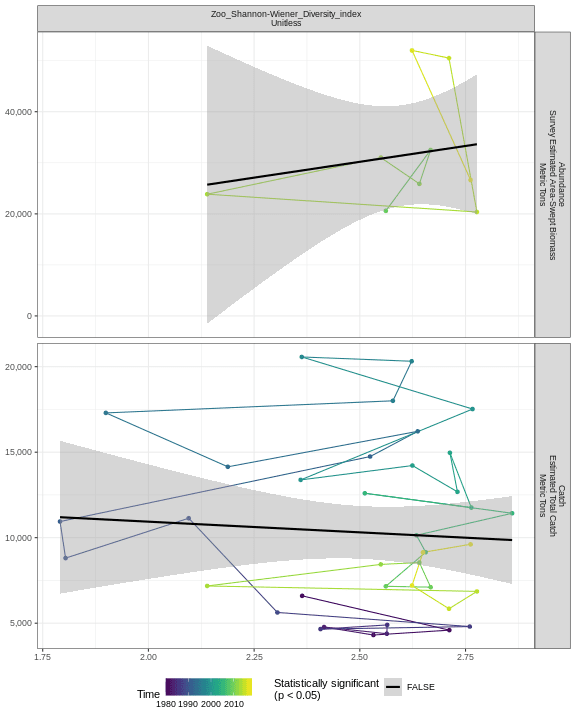 Zoo_Shannon-Wiener_Diversity_index
Unitless
40,000
20,000
0
Abundance
Survey Estimated Area-Swept Biomass
Metric Tons
20,000
15,000
10,000
5,000
Catch
Estimated Total Catch
Metric Tons
1.75 2.00 2.25 2.50 2.75
Time
1980 1990 2000 2010
Statistically significant
(p < 0.05)
FALSE